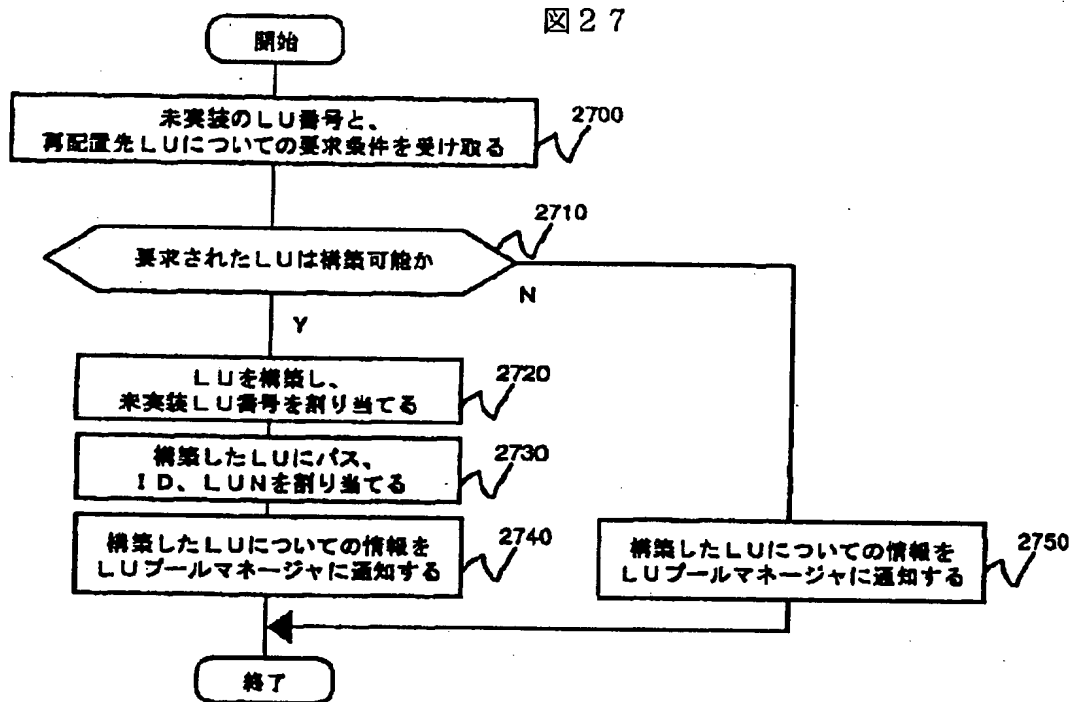 図27
開始
未実装のLU番号と、
再配置先LUについての要求条件を受け取る
2700
2710
要求されたLUは構築可能か
N
Y
LUを構築し、
未実装LU番号を割り当てる
2720
構築したLUにパス、
ID、LUNを割り当てる
2730
構築したLUについての情報を
LUプールマネージャに通知する
2740
構築したLUについての情報を
LUプールマネージャに通知する
2750
終了